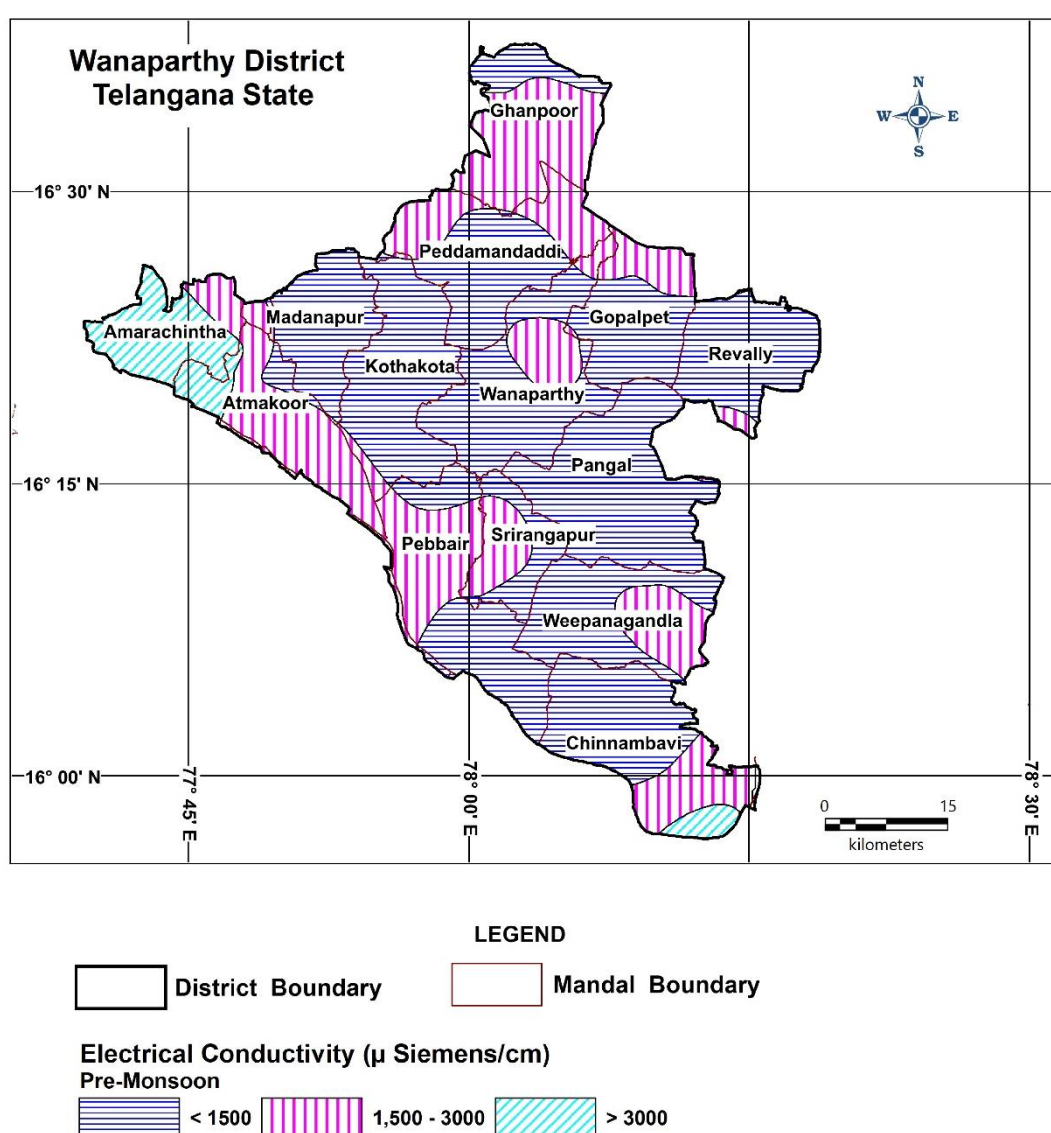 Wanaparthy District
Telangana State
N
W E
S
Ghanpoor
16° 30' N
Peddamandaddi
Madanapur
Gopalpet
Amarachintha
Revally
Kothakota
Wanaparthy
Atmakoor
Pangal
16° 15' N
Srirangapur
Pebbair
Weepanagandla
Chinnambavi
16° 00' N
77° 45' E
78° 00' E
78° 30' E
0 15
kilometers
LEGEND
District Boundary
Mandal Boundary
Electrical Conductivity (µ Siemens/cm)
Pre-Monsoon
< 1500 1,500 - 3000 > 3000